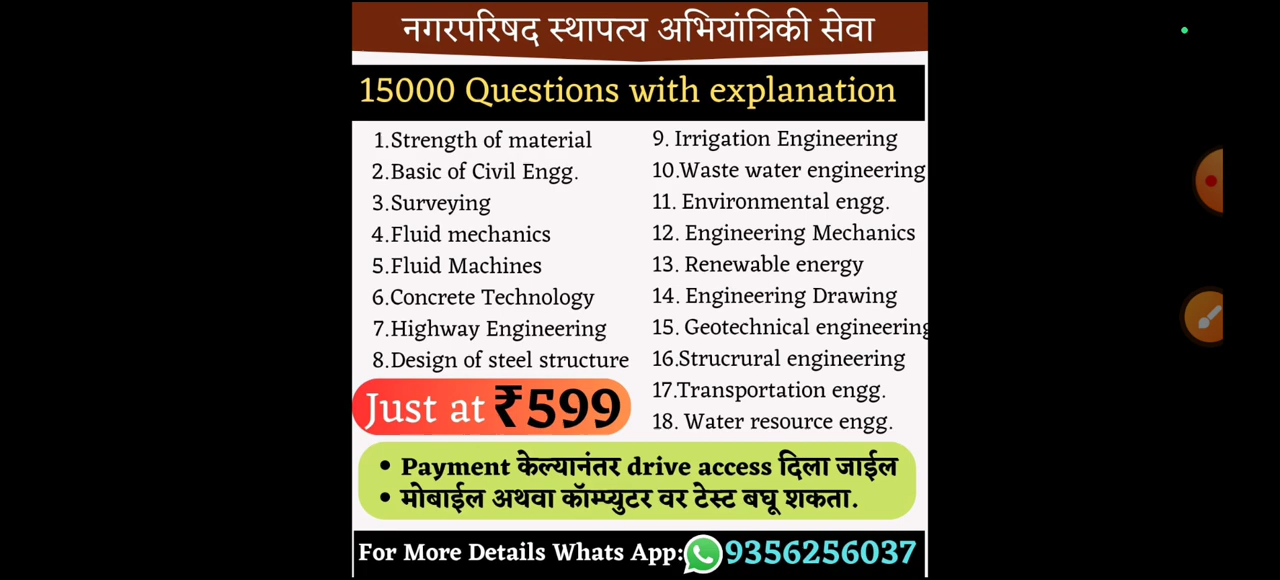 नगरपरिषद स्थापत्य अभियांत्रिकी सेवा
15000 Questions with explanation
1.Strength of material
2.Basic of Civil Engg.
3.Surveying
4.Fluid mechanics
5.Fluid Machines
6.Concrete Technology
7.Highway Engineering
8.Design of steel structure
9. Irrigation Engineering
10.Waste water engineering
11. Environmental engg.
12. Engineering Mechanics
13. Renewable energy
14. Engineering Drawing
15. Geotechnical engineering
16.Strucrural engineering
17.Transportation engg.
18. Water resource engg.
Just at ₹599
• Payment केल्यानंतर drive access दिला जाईल
• मोबाईल अथवा कॉम्प्युटर वर टेस्ट बघू शकता.
For More Details Whats App: 9356256037